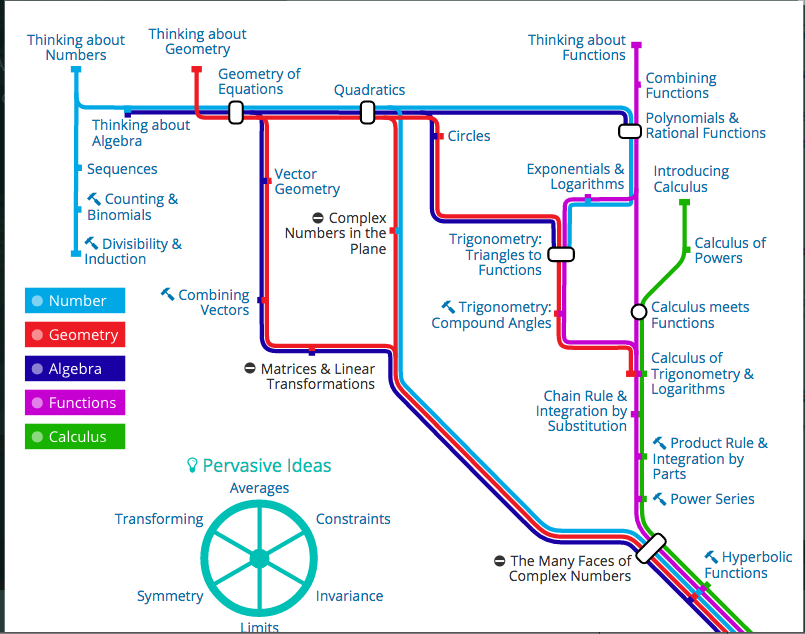 Thinking about
Numbers
Thinking about
Geometry
Geometry of
Equations
Quadratics
Thinking about
Functions
Combining
Functions
Polynomials &
Rational Functions
Thinking about
Algebra
Circles
Sequences
Vector
Geometry
Exponentials &
Logarithms
Introducing
Calculus
Counting &
Binomials
Complex
Numbers in the
Plane
Divisibility &
Induction
Trigonometry:
Triangles to
Functions
Calculus of
Powers
Combining
Vectors
Trigonometry:
Compound Angles
Calculus meets
Functions
Number
Geometry
Algebra
Functions
Calculus
Matrices & Linear
Transformations
Calculus of
Trigonometry &
Logarithms
Chain Rule &
Integration by
Substitution
Product Rule &
Integration by
Parts
Power Series
Pervasive Ideas
Averages
Transforming
Constraints
Symmetry
Invariance
Limits
The Many Faces of
Complex Numbers
Hyperbolic
Functions